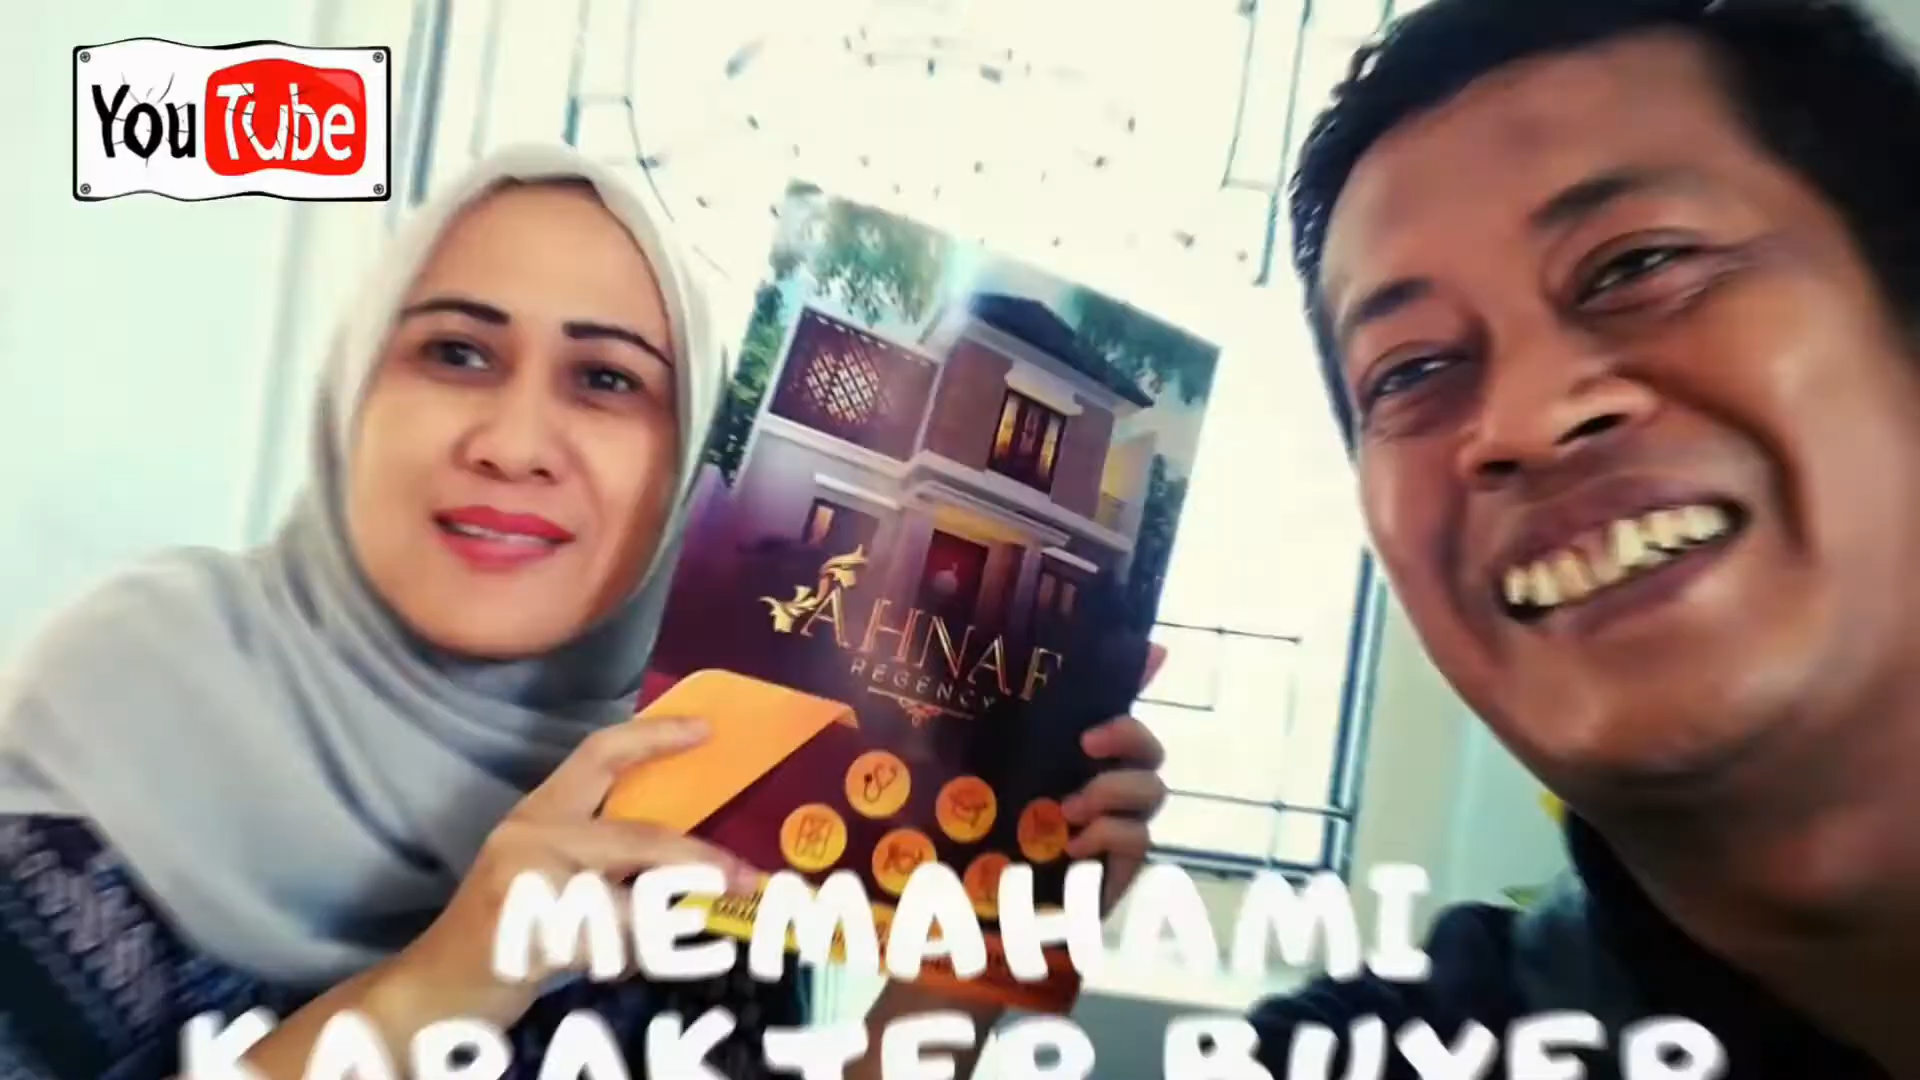 YouTube
AHNAF
REGENCY
MEMAHAMI
KARAKTER BUYER